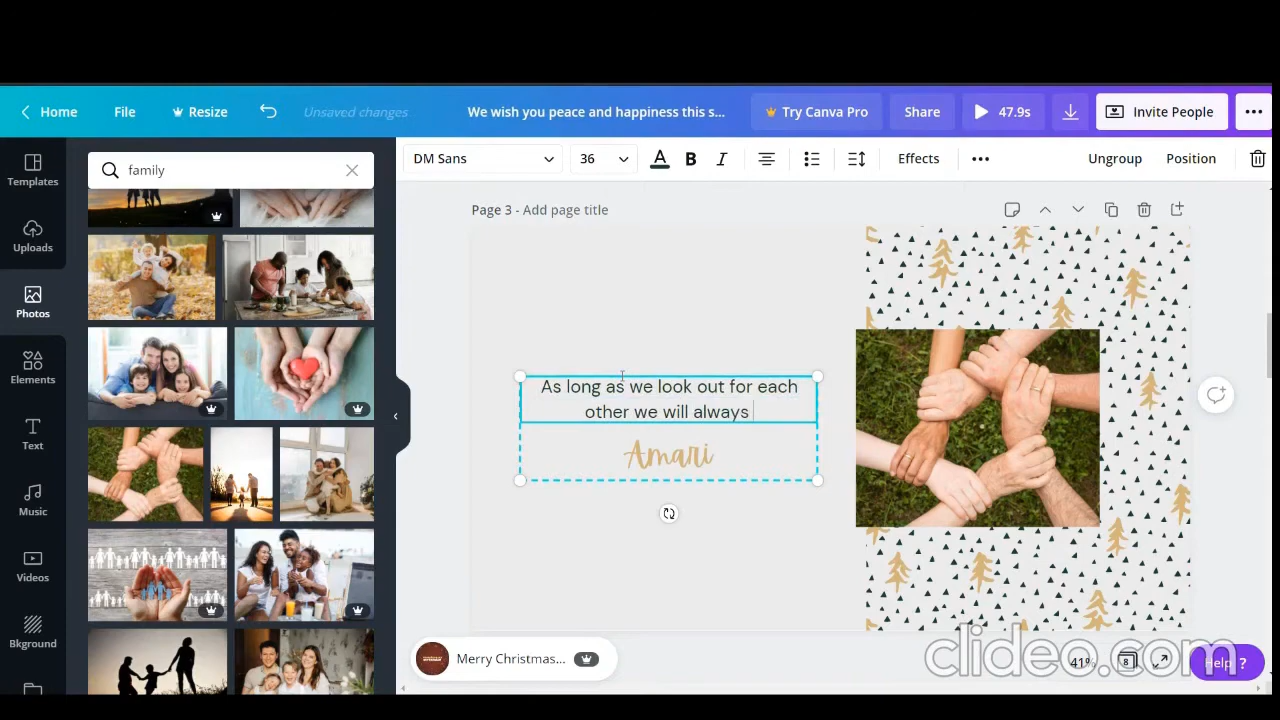 Home
File
Resize
Unsaved changes
We wish you peace and happiness this s...
Try Canva Pro
Share
47.9s
Invite People
family
DM Sans
36
A
B
I
Effects
Ungroup
Position
Templates
Uploads
Photos
Elements
Text
Music
Videos
Bkground
Page 3 - Add page title
As long as we look out for each
other we will always
Amari
Merry Christmas...
41%
8
Help ?
clideo.com